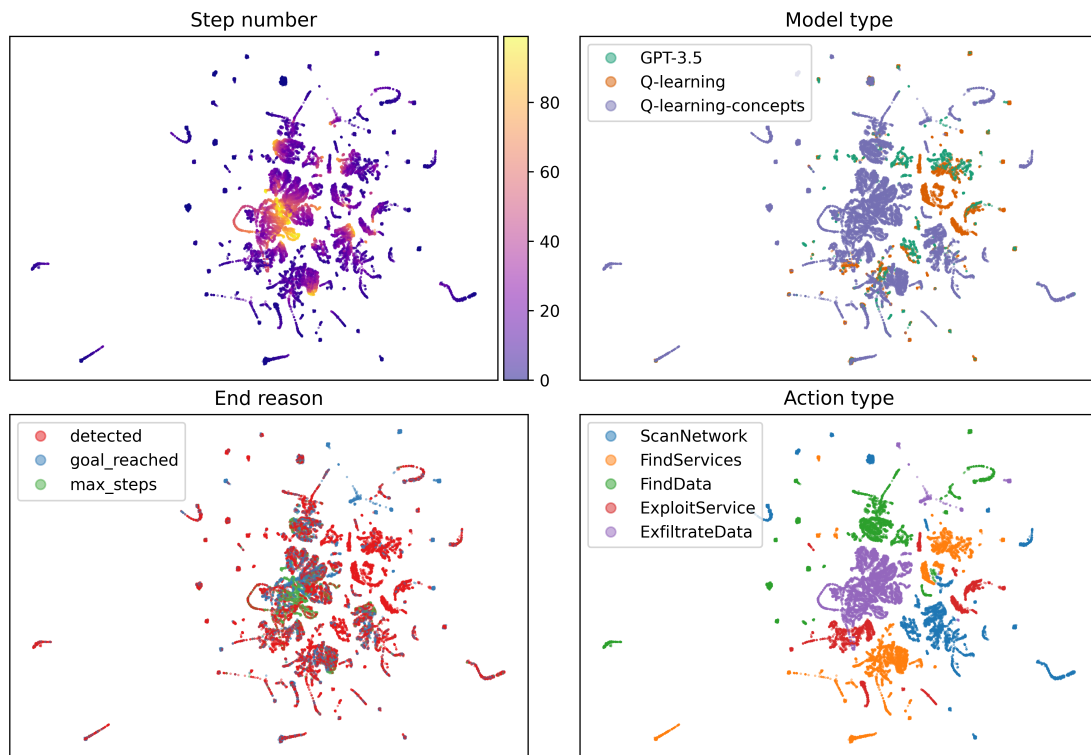 Step number
80
60
40
20
0
Model type
GPT-3.5
Q-learning
Q-learning-concepts
End reason
detected
goal_reached
max_steps
Action type
ScanNetwork
FindServices
FindData
ExploitService
ExfiltrateData